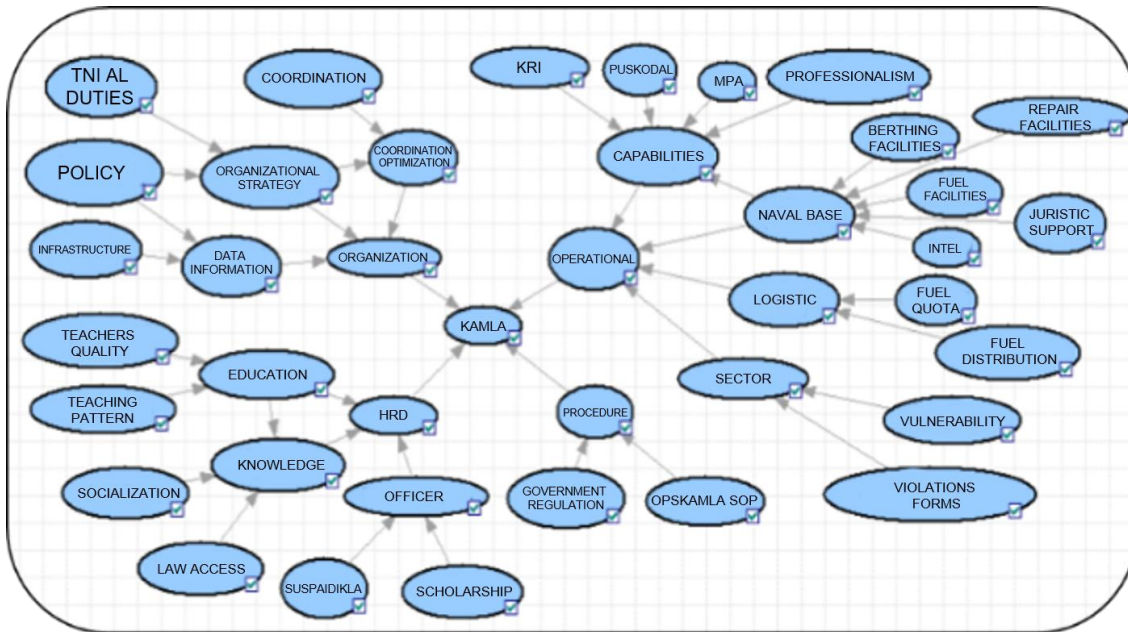 TNI AL
DUTIES
COORDINATION
KRI
PUSKODAL
MPA
PROFESSIONALISM
REPAIR
FACILITIES
BERTHING
FACILITIES
POLICY
ORGANIZATIONAL
STRATEGY
COORDINATION
OPTIMIZATION
CAPABILITIES
FUEL
FACILITIES
NAVAL BASE
JURISTIC
SUPPORT
INFRASTRUCTURE
DATA
INFORMATION
ORGANIZATION
OPERATIONAL
INTEL
LOGISTIC
FUEL
QUOTA
KAMLA
TEACHERS
QUALITY
FUEL
DISTRIBUTION
EDUCATION
SECTOR
TEACHING
PATTERN
HRD
PROCEDURE
VULNERABILITY
KNOWLEDGE
SOCIALIZATION
OFFICER
GOVERNMENT
REGULATION
OPSKAMLA SOP
VIOLATIONS
FORMS
LAW ACCESS
SUSPAIDIKLA
SCHOLARSHIP